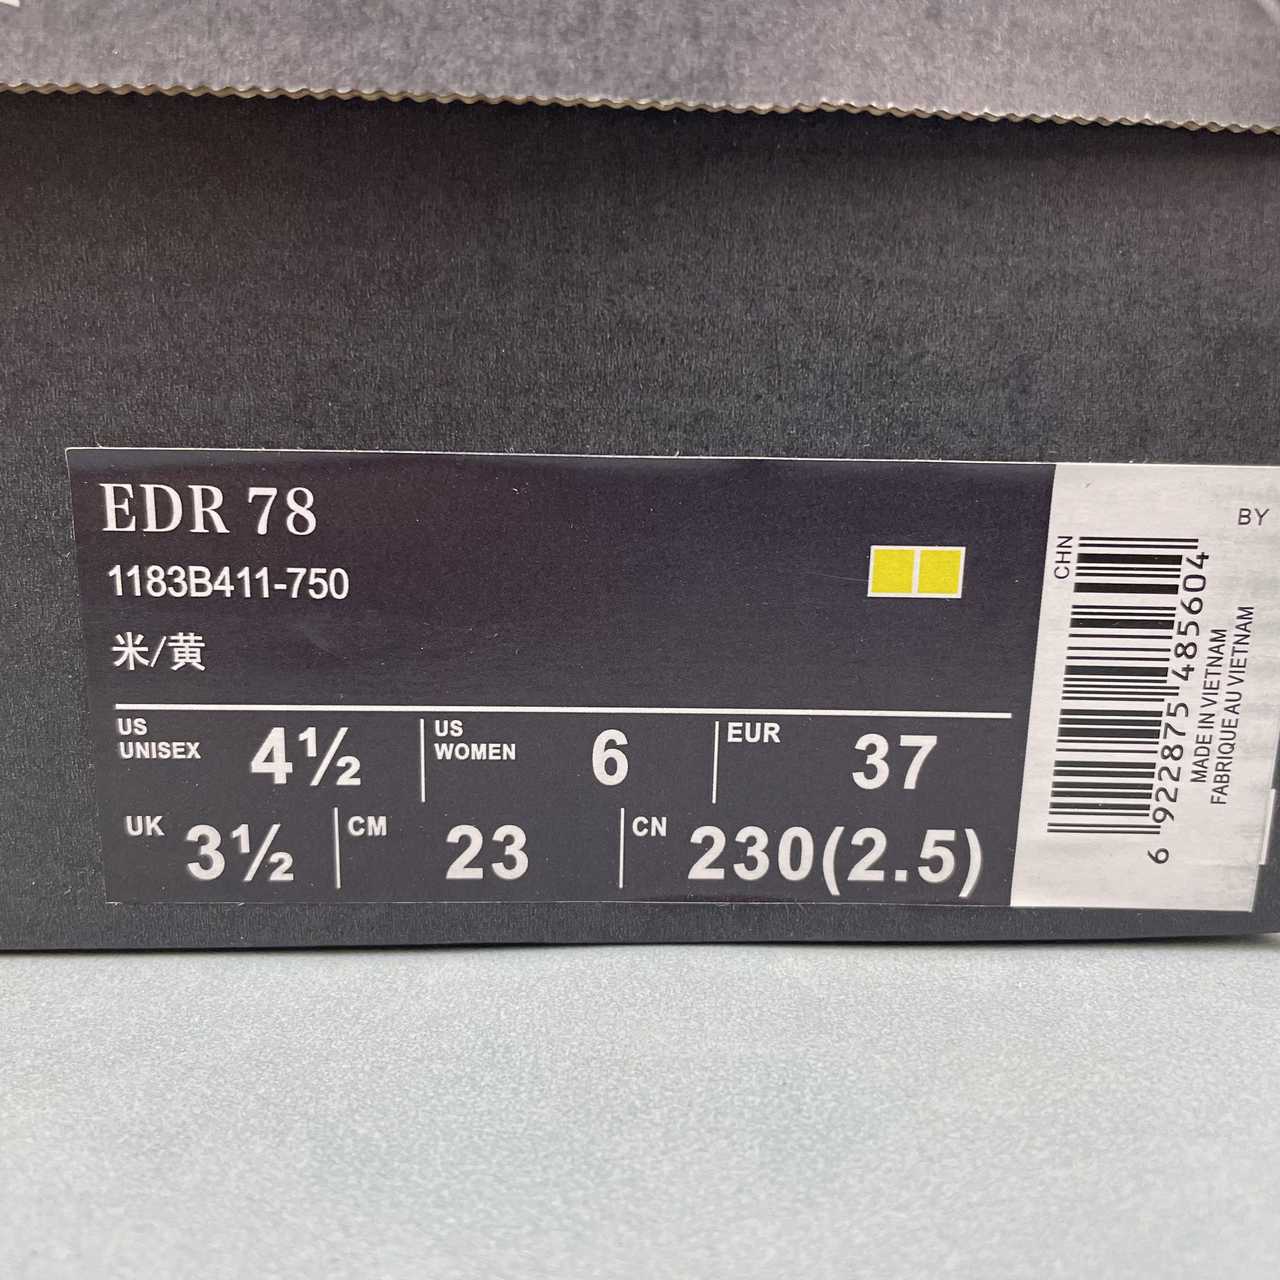 EDR 78
1183B411-750
米/黄
US UNISEX 4½
US WOMEN 6
EUR 37
UK 3½
CM 23
CN 230(2.5)
BY
CHN
6 922875 485604
MADE IN VIETNAM
FABRIQUE AU VIETNAM